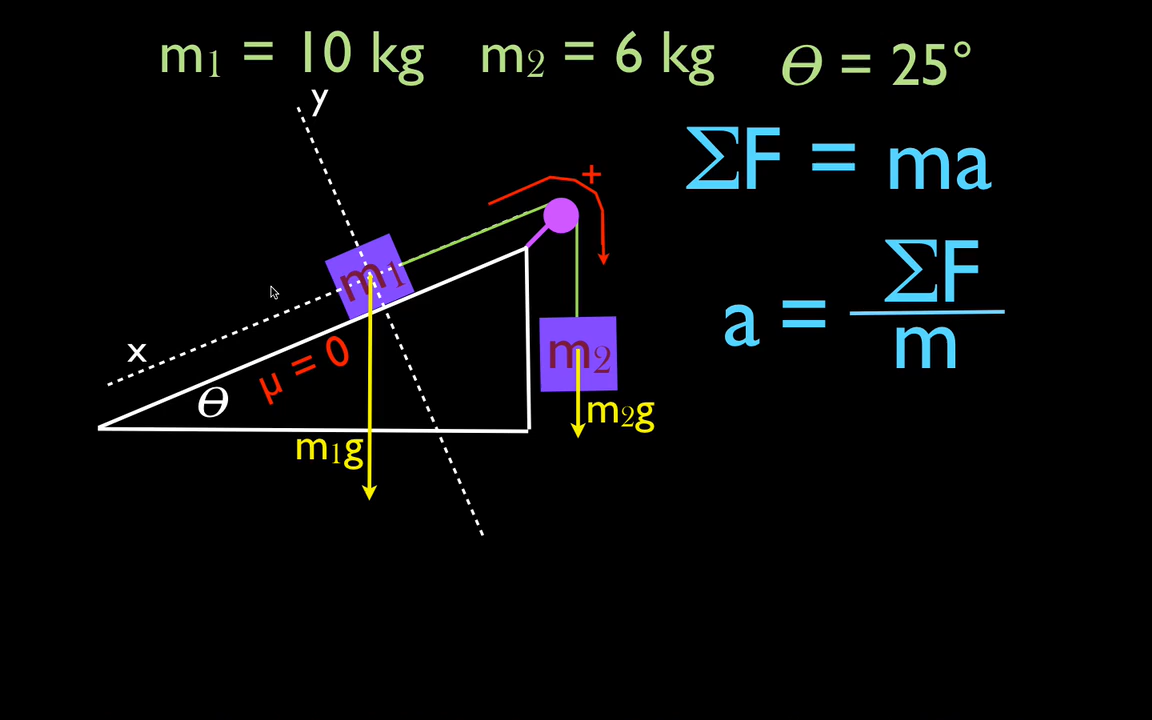 m₁ = 10 kg m₂ = 6 kg θ = 25°
y
+
ΣF = ma
m₁
a = ΣF / m
x
μ = 0
m₂
θ
m₂g
m₁g